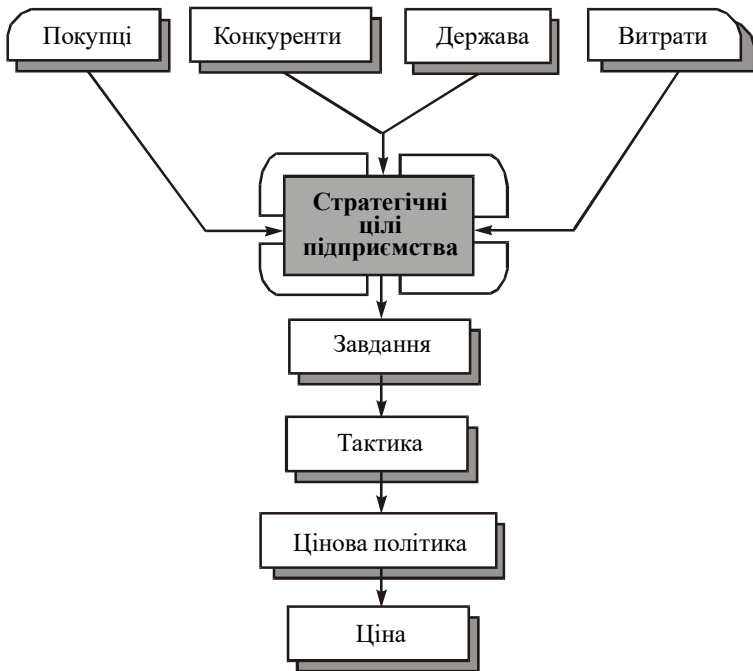 Покупці
Конкуренти
Держава
Витрати
Стратегічні
цілі
підприємства
Завдання
Тактика
Цінова політика
Ціна